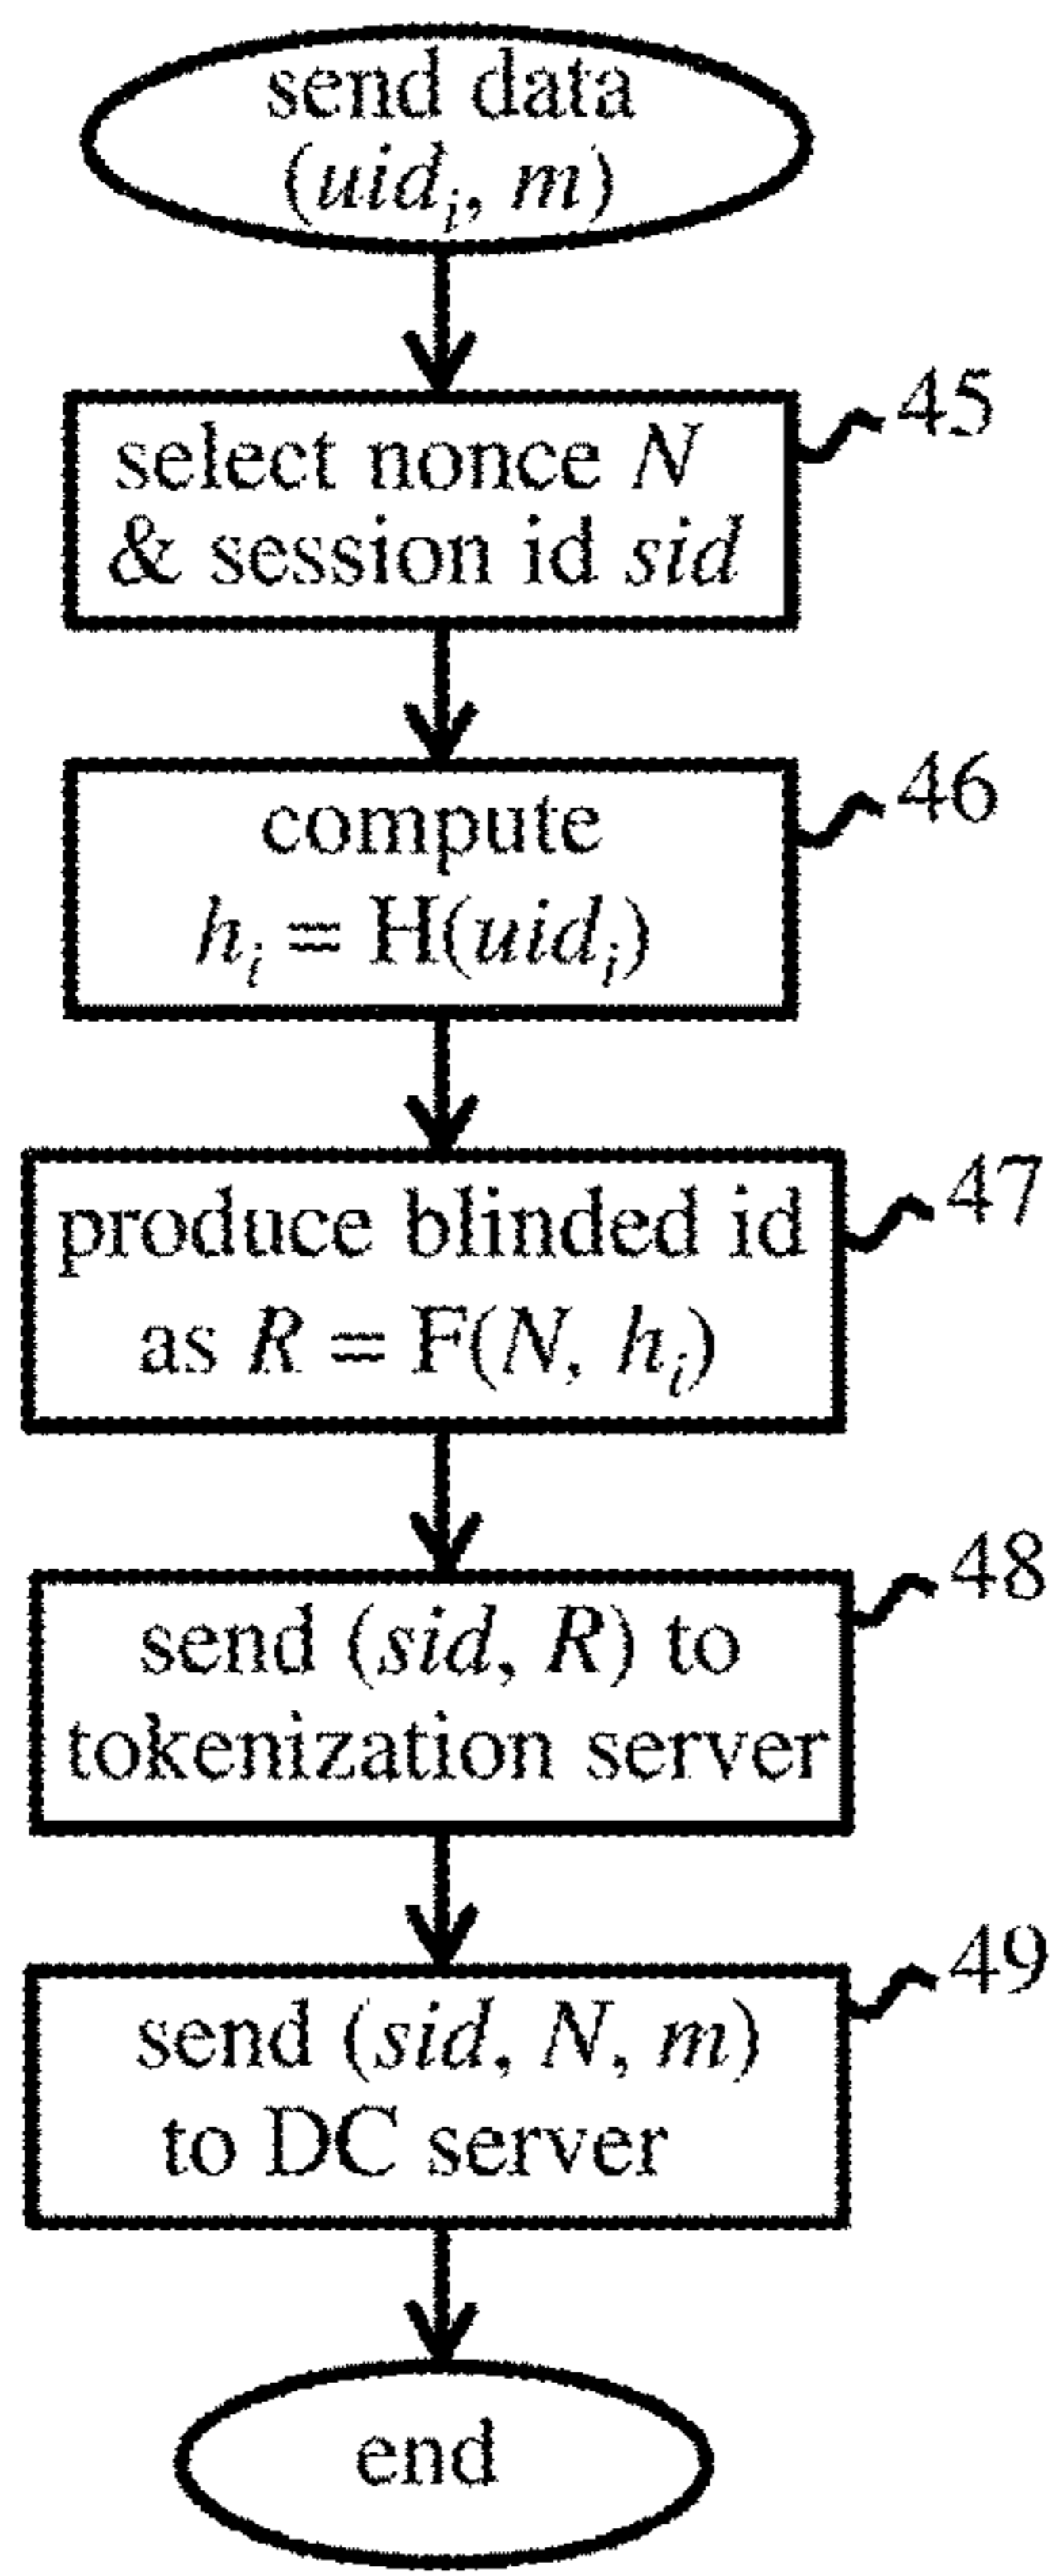 send data
(uidᵢ, m)
select nonce N
& session id sid
45
compute
hᵢ = H(uidᵢ)
46
produce blinded id
as R = F(N, hᵢ)
47
send (sid, R) to
tokenization server
48
send (sid, N, m)
to DC server
49
end